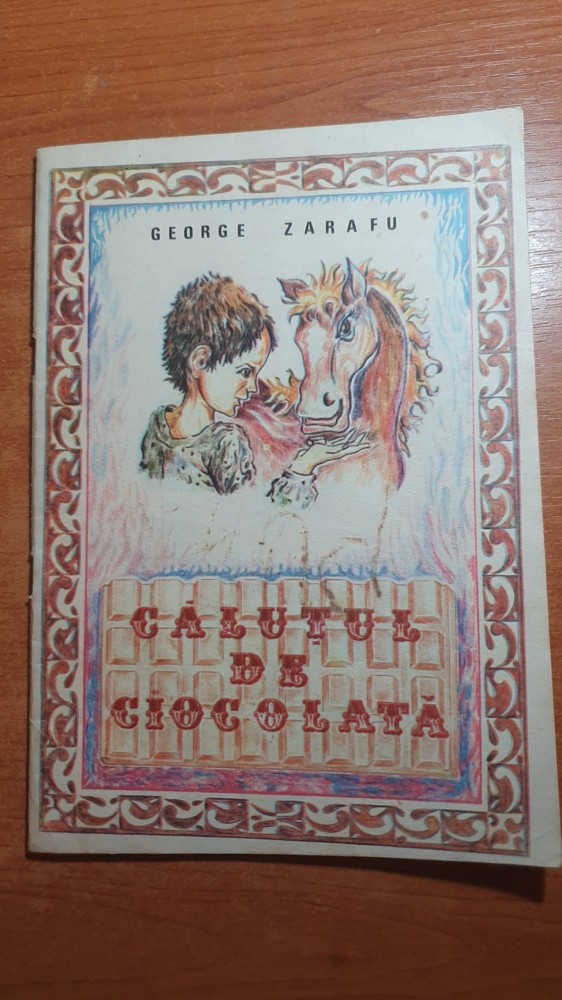 GEORGE ZARAFU
CĂLUȚUL
DE
CIOCOLATĂ